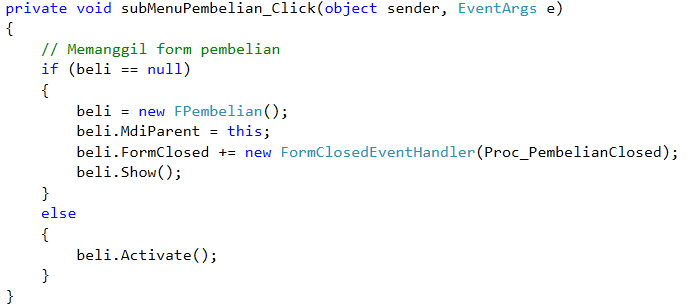 private void subMenuPembelian_Click(object sender, EventArgs e)
{
    // Memanggil form pembelian
    if (beli == null)
    {
        beli = new FPembelian();
        beli.MdiParent = this;
        beli.FormClosed += new FormClosedEventHandler(Proc_PembelianClosed);
        beli.Show();
    }
    else
    {
        beli.Activate();
    }
}